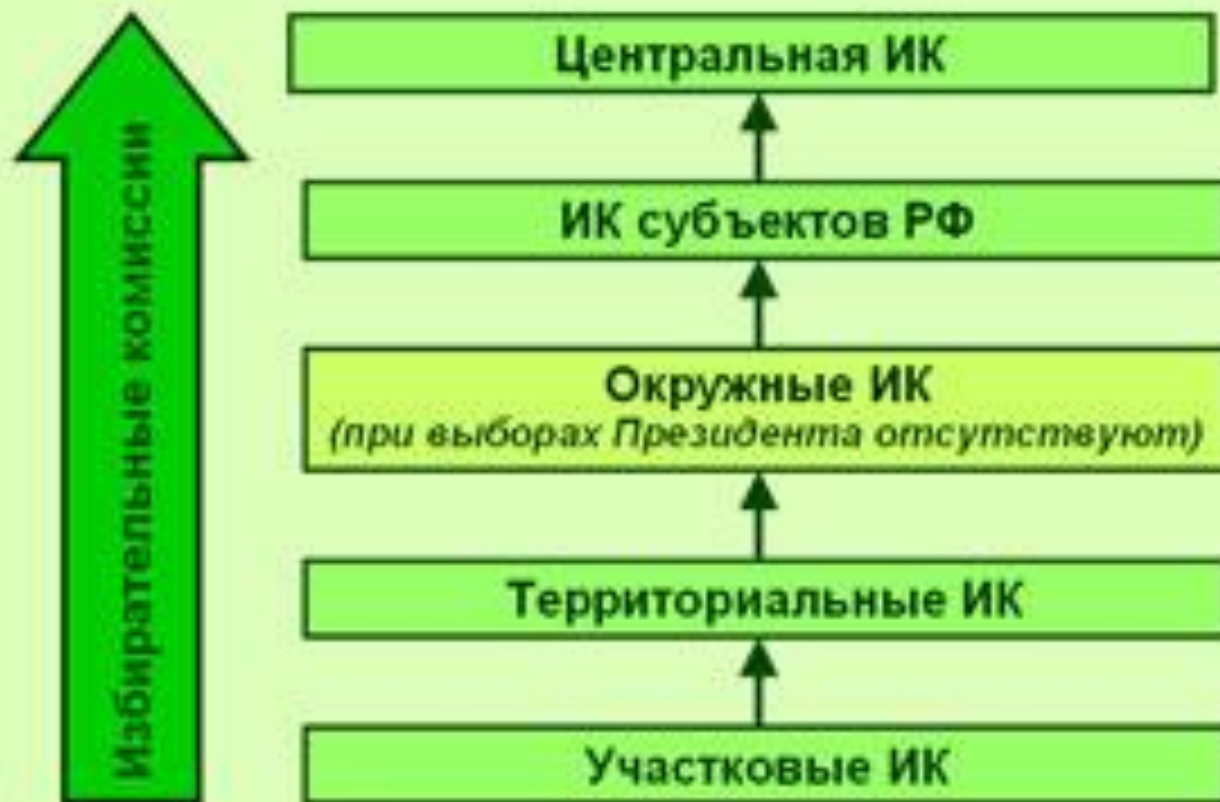 Избирательные комиссии
Центральная ИК
ИК субъектов РФ
Окружные ИК
(при выборах Президента отсутствуют)
Территориальные ИК
Участковые ИК